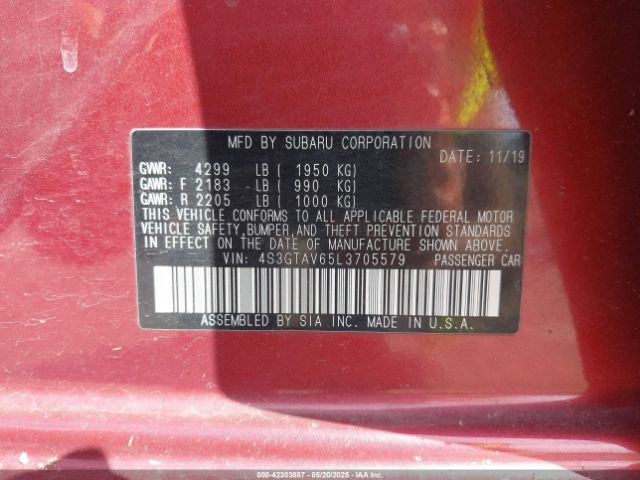 MFD BY SUBARU CORPORATION
DATE: 11/19
GVWR: 4299 LB ( 1950 KG)
GAWR: F 2183 LB ( 990 KG)
GAWR: R 2205 LB ( 1000 KG)
THIS VEHICLE CONFORMS TO ALL APPLICABLE FEDERAL MOTOR
VEHICLE SAFETY, BUMPER, AND THEFT PREVENTION STANDARDS
IN EFFECT ON THE DATE OF MANUFACTURE SHOWN ABOVE.
VIN: 4S3GTAV65L3705579 PASSENGER CAR
ASSEMBLED BY SIA INC. MADE IN U.S.A.
000-42303887 - 05/20/2025 - IAAI.COM